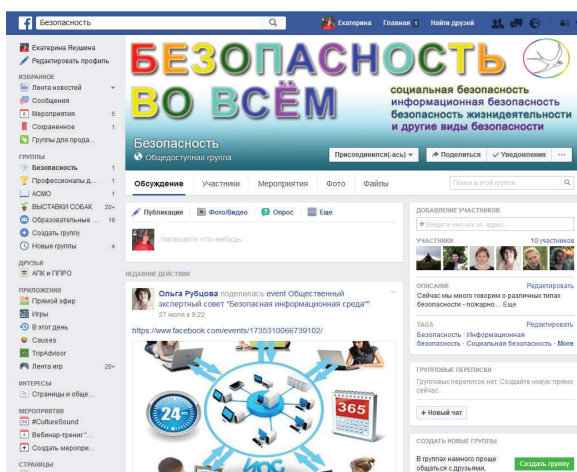 Безопасность
Екатерина
Главная 1
Найти друзей
Екатерина Якушина
Редактировать профиль
ИЗБРАННОЕ
Лента новостей
Сообщения
Мероприятия 5
Сохраненное 1
Группы для прода...
ГРУППЫ
Безопасность 1
Профессионалы д... 1
АСМО 1
ВЫСТАВКИ СОБАК 20+
Образовательные ... 19
Создать группу
Новые группы 4
ДРУЗЬЯ
АПК и ППРО
ПРИЛОЖЕНИЯ
Прямой эфир
Игры
В этот день
Causes
TripAdvisor
Лента игр 20+
ИНТЕРЕСЫ
Страницы и обще...
МЕРОПРИЯТИЯ
#CultureSound
Вебинар-тренинг "...
Создать меропри...
СТРАНИЦЫ
БЕЗОПАСНОСТЬ
ВО ВСЁМ
социальная безопасность
информационная безопасность
безопасность жизнидеятельности
и другие виды безопасности
Безопасность
Общедоступная группа
Присоединился(-ась)
Поделиться
Уведомления
...
Обсуждение
Участники
Мероприятия
Фото
Файлы
Поиск в этой группе
Публикация
Фото/Видео
Опрос
Еще
Напишите что-нибудь...
НЕДАВНИЕ ДЕЙСТВИЯ
Ольга Рубцова поделилась event Общественный
экспертный совет "Безопасная информационная среда"".
27 июля в 9:22
https://www.facebook.com/events/1735310066739102/
24
365
ДОБАВЛЕНИЕ УЧАСТНИКОВ
+ Введите имя или эл. адрес...
УЧАСТНИКИ 10 участников
ОПИСАНИЕ Редактировать
Сейчас мы много говорим о различных типах
безопасности - пожарно... Еще
TAGS Редактировать
Безопасность · Информационная
безопасность · Социальная безопасность · More
ГРУППОВЫЕ ПЕРЕПИСКИ
Групповых переписок нет. Создайте новую прямо
сейчас.
+ Новый чат
СОЗДАТЬ НОВЫЕ ГРУППЫ
В группах намного проще
общаться с друзьями,
Создать группу